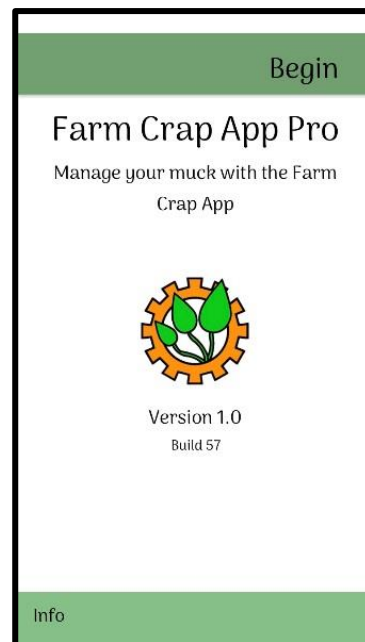 Begin
Farm Crap App Pro
Manage your muck with the Farm
Crap App
Version 1.0
Build 57
Info